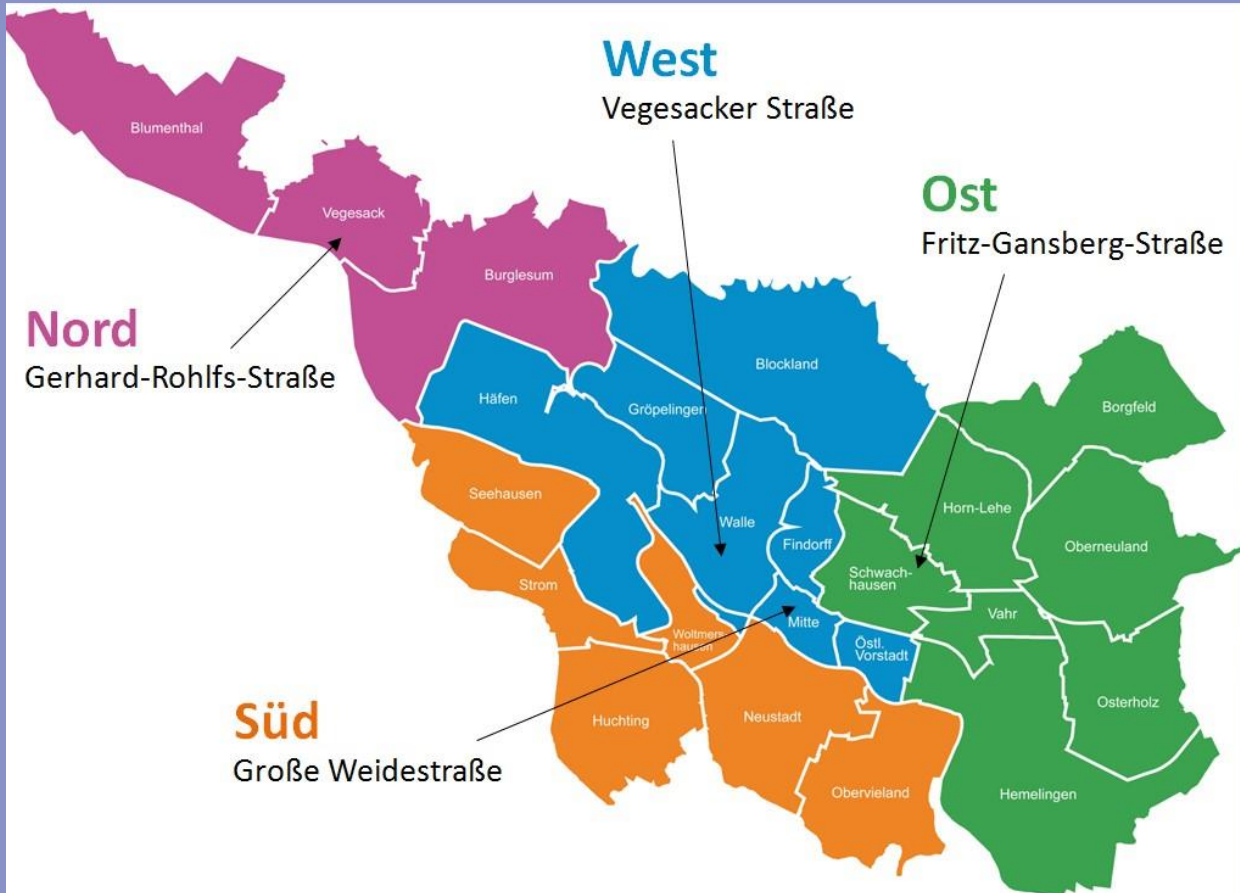 West
Vegesacker Straße
Ost
Fritz-Gansberg-Straße
Nord
Gerhard-Rohlfs-Straße
Süd
Große Weidestraße
Blumenthal
Vegesack
Burglesum
Blockland
Häfen
Gröpelingen
Borgfeld
Seehausen
Walle
Findorff
Horn-Lehe
Oberneuland
Strom
Schwach-
hausen
Woltmers
hausen
Mitte
Östl.
Vorstadt
Vahr
Huchting
Neustadt
Osterholz
Obervieland
Hemelingen